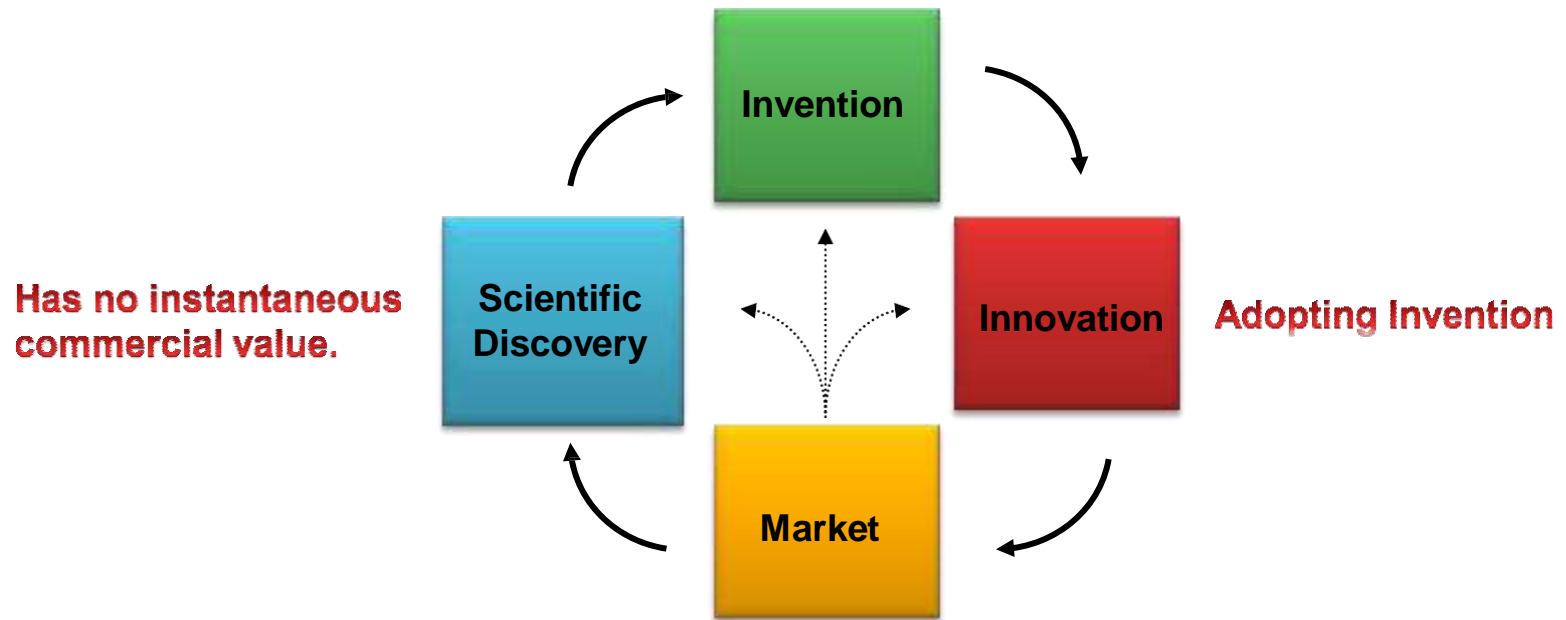 Invention
Has no instantaneous
commercial value.
Scientific
Discovery
Innovation
Adopting Invention
Market